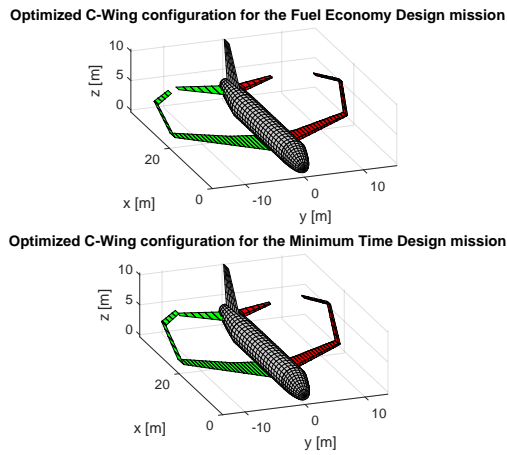 Optimized C-Wing configuration for the Fuel Economy Design mission
10
5
0
z [m]
20
0
x [m]
-10
0
10
y [m]
Optimized C-Wing configuration for the Minimum Time Design mission
10
5
0
z [m]
20
0
x [m]
-10
0
10
y [m]